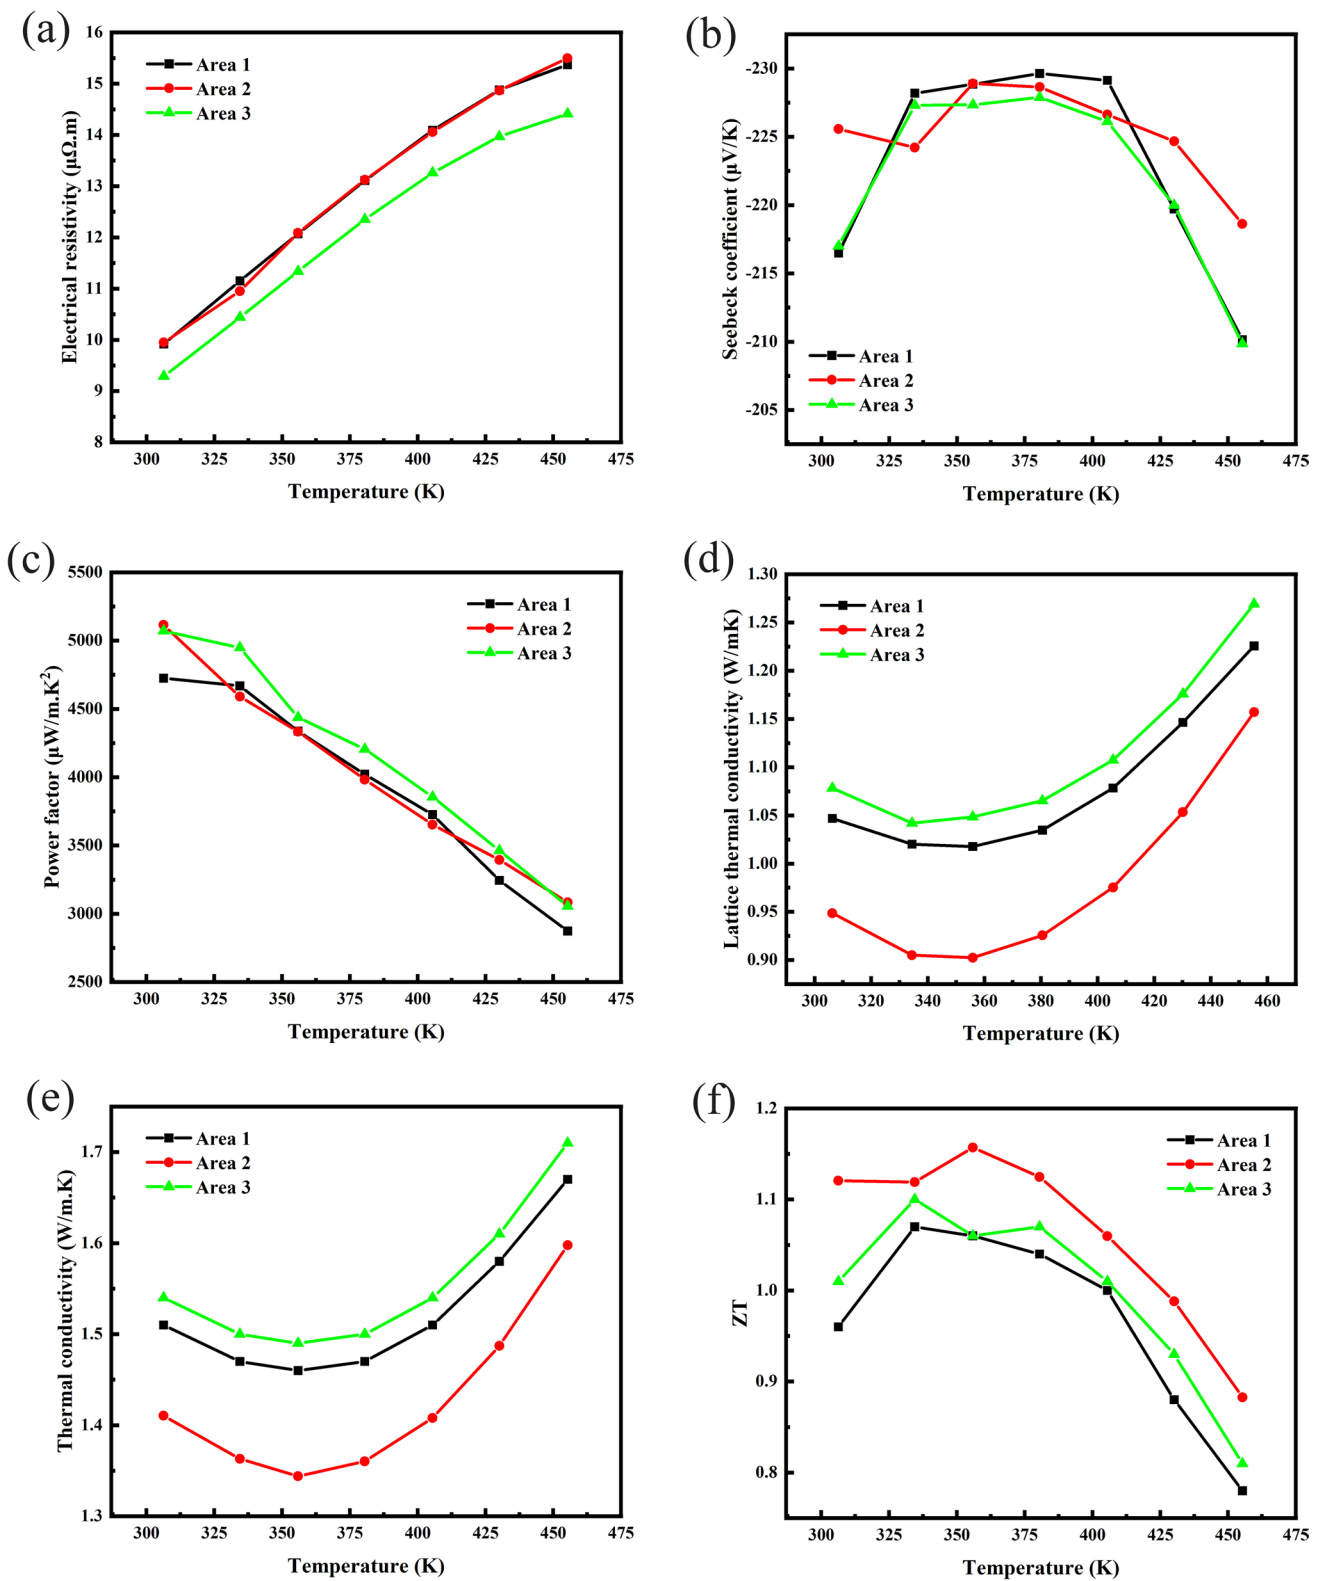 (a)
16
15
14
13
12
11
10
9
8
Electrical resistivity (μΩ.m)
Area 1
Area 2
Area 3
300 325 350 375 400 425 450 475
Temperature (K)
(b)
-230
-225
-220
-215
-210
-205
Seebeck coefficient (μV/K)
Area 1
Area 2
Area 3
300 325 350 375 400 425 450 475
Temperature (K)
(c)
5500
5000
4500
4000
3500
3000
2500
Power factor (μW/m.K²)
Area 1
Area 2
Area 3
300 325 350 375 400 425 450 475
Temperature (K)
(d)
1.30
1.25
1.20
1.15
1.10
1.05
1.00
0.95
0.90
Lattice thermal conductivity (W/mK)
Area 1
Area 2
Area 3
300 320 340 360 380 400 420 440 460
Temperature (K)
(e)
1.7
1.6
1.5
1.4
1.3
Thermal conductivity (W/m.K)
Area 1
Area 2
Area 3
300 325 350 375 400 425 450 475
Temperature (K)
(f)
1.2
1.1
1.0
0.9
0.8
ZT
Area 1
Area 2
Area 3
300 325 350 375 400 425 450 475
Temperature (K)